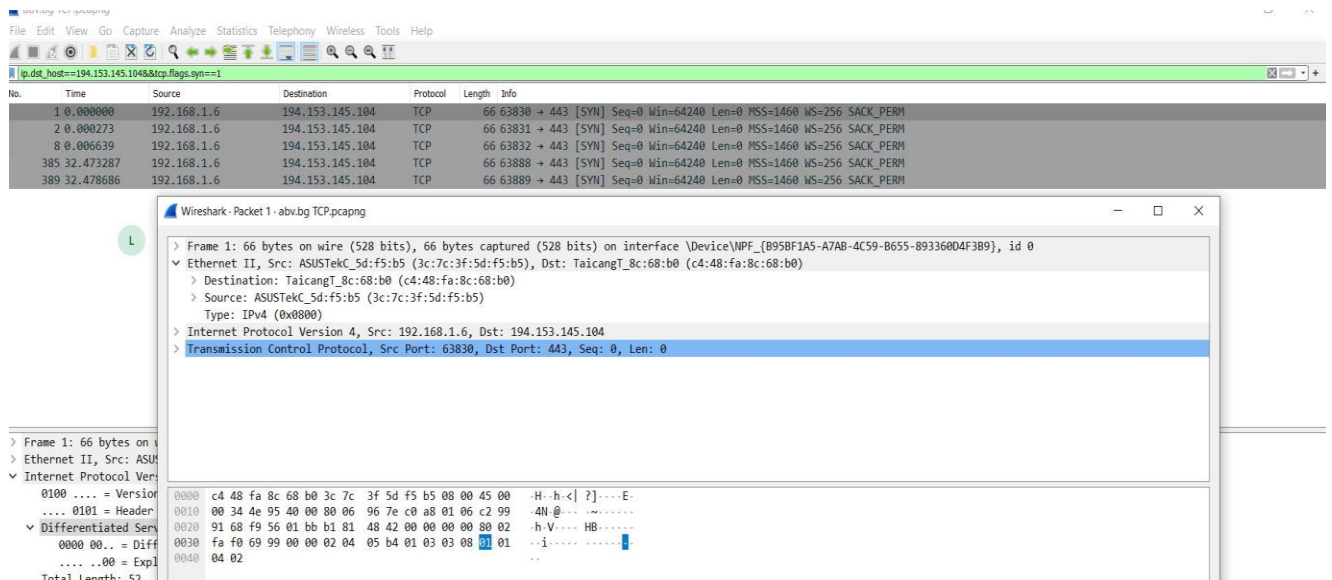 abv.bg TCP.pcapng
File Edit View Go Capture Analyze Statistics Telephony Wireless Tools Help
ip.dst_host==194.153.145.104&&tcp.flags.syn==1
No. Time Source Destination Protocol Length Info
1 0.000000 192.168.1.6 194.153.145.104 TCP 66 63830 → 443 [SYN] Seq=0 Win=64240 Len=0 MSS=1460 WS=256 SACK_PERM
2 0.000273 192.168.1.6 194.153.145.104 TCP 66 63831 → 443 [SYN] Seq=0 Win=64240 Len=0 MSS=1460 WS=256 SACK_PERM
8 0.006639 192.168.1.6 194.153.145.104 TCP 66 63832 → 443 [SYN] Seq=0 Win=64240 Len=0 MSS=1460 WS=256 SACK_PERM
385 32.473287 192.168.1.6 194.153.145.104 TCP 66 63888 → 443 [SYN] Seq=0 Win=64240 Len=0 MSS=1460 WS=256 SACK_PERM
389 32.478686 192.168.1.6 194.153.145.104 TCP 66 63889 → 443 [SYN] Seq=0 Win=64240 Len=0 MSS=1460 WS=256 SACK_PERM
L
Wireshark · Packet 1 · abv.bg TCP.pcapng
Frame 1: 66 bytes on wire (528 bits), 66 bytes captured (528 bits) on interface \Device\NPF_{B95BF1A5-A7AB-4C59-B655-893360D4F3B9}, id 0
Ethernet II, Src: ASUSTekC_5d:f5:b5 (3c:7c:3f:5d:f5:b5), Dst: TaicangT_8c:68:b0 (c4:48:fa:8c:68:b0)
Destination: TaicangT_8c:68:b0 (c4:48:fa:8c:68:b0)
Source: ASUSTekC_5d:f5:b5 (3c:7c:3f:5d:f5:b5)
Type: IPv4 (0x0800)
Internet Protocol Version 4, Src: 192.168.1.6, Dst: 194.153.145.104
Transmission Control Protocol, Src Port: 63830, Dst Port: 443, Seq: 0, Len: 0
Frame 1: 66 bytes on
Ethernet II, Src: ASUS
Internet Protocol Vers
0100 .... = Version
.... 0101 = Header
Differentiated Serv
0000 00.. = Diff
.... ..00 = Expl
Total Length: 52
0000 c4 48 fa 8c 68 b0 3c 7c 3f 5d f5 b5 08 00 45 00 ·H··h·<| ?]····E·
0010 00 34 4e 95 40 00 80 06 96 7e c0 a8 01 06 c2 99 ·4N·@··· ·~······
0020 91 68 f9 56 01 bb b1 81 48 42 00 00 00 00 80 02 ·h·V···· HB······
0030 fa f0 69 99 00 00 02 04 05 b4 01 03 03 08 01 01 ··i····· ········
0040 04 02 ··